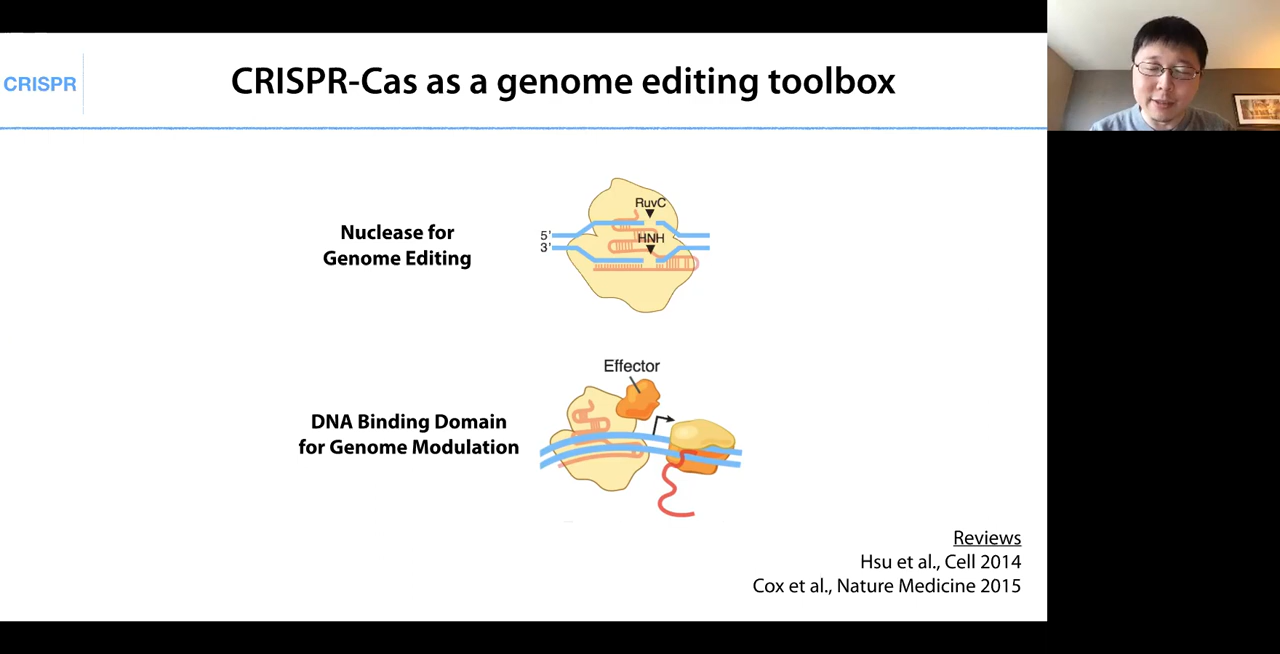 CRISPR
CRISPR-Cas as a genome editing toolbox
Nuclease for
Genome Editing
RuvC
HNH
5'
3'
Effector
DNA Binding Domain
for Genome Modulation
Reviews
Hsu et al., Cell 2014
Cox et al., Nature Medicine 2015